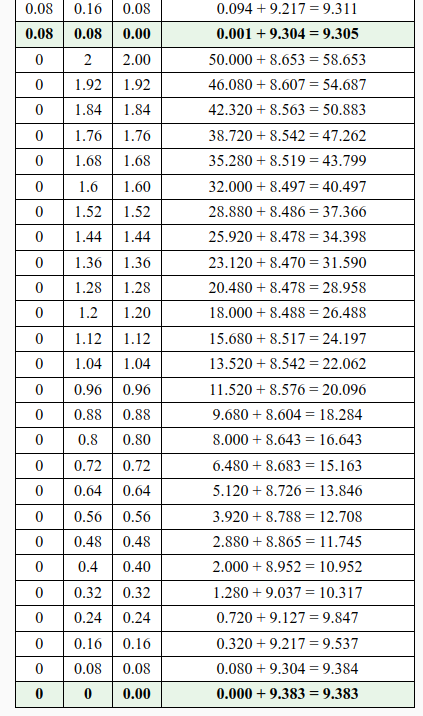 0.08 0.16 0.08 0.094 + 9.217 = 9.311
0.08 0.08 0.00 0.001 + 9.304 = 9.305
0 2 2.00 50.000 + 8.653 = 58.653
0 1.92 1.92 46.080 + 8.607 = 54.687
0 1.84 1.84 42.320 + 8.563 = 50.883
0 1.76 1.76 38.720 + 8.542 = 47.262
0 1.68 1.68 35.280 + 8.519 = 43.799
0 1.6 1.60 32.000 + 8.497 = 40.497
0 1.52 1.52 28.880 + 8.486 = 37.366
0 1.44 1.44 25.920 + 8.478 = 34.398
0 1.36 1.36 23.120 + 8.470 = 31.590
0 1.28 1.28 20.480 + 8.478 = 28.958
0 1.2 1.20 18.000 + 8.488 = 26.488
0 1.12 1.12 15.680 + 8.517 = 24.197
0 1.04 1.04 13.520 + 8.542 = 22.062
0 0.96 0.96 11.520 + 8.576 = 20.096
0 0.88 0.88 9.680 + 8.604 = 18.284
0 0.8 0.80 8.000 + 8.643 = 16.643
0 0.72 0.72 6.480 + 8.683 = 15.163
0 0.64 0.64 5.120 + 8.726 = 13.846
0 0.56 0.56 3.920 + 8.788 = 12.708
0 0.48 0.48 2.880 + 8.865 = 11.745
0 0.4 0.40 2.000 + 8.952 = 10.952
0 0.32 0.32 1.280 + 9.037 = 10.317
0 0.24 0.24 0.720 + 9.127 = 9.847
0 0.16 0.16 0.320 + 9.217 = 9.537
0 0.08 0.08 0.080 + 9.304 = 9.384
0 0 0.00 0.000 + 9.383 = 9.383